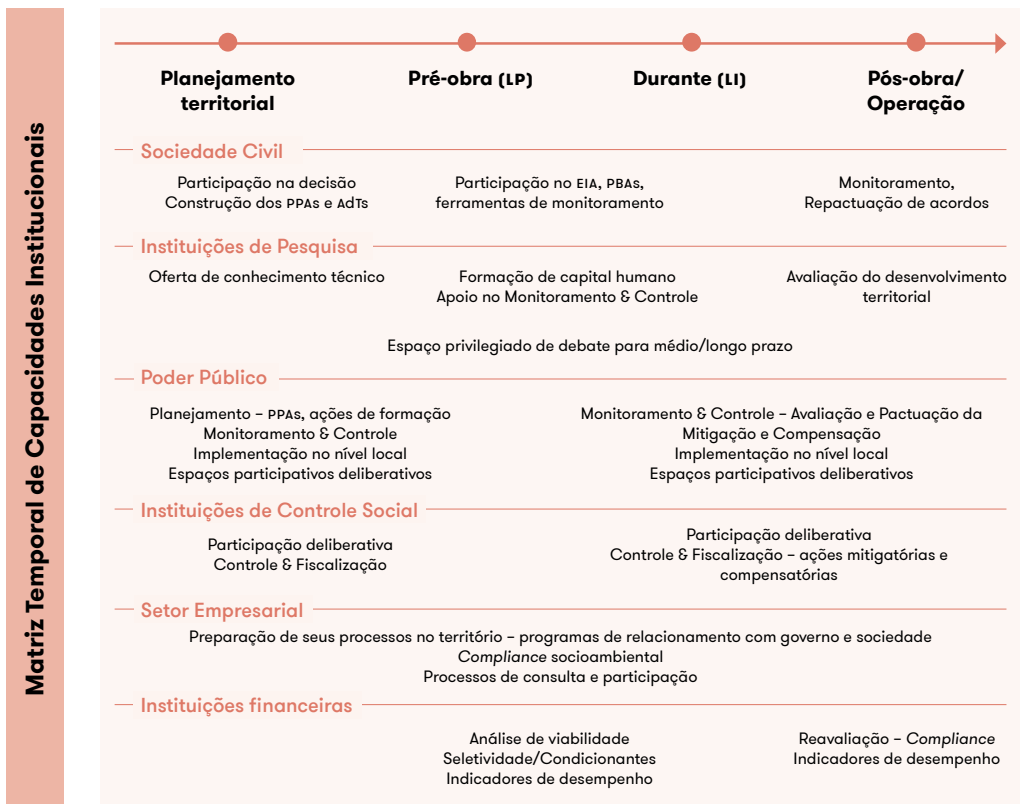 Matriz Temporal de Capacidades Institucionais
Planejamento
territorial
Pré-obra (LP)
Durante (LI)
Pós-obra/
Operação
Sociedade Civil
Participação na decisão
Construção dos PPAs e AdTs
Participação no EIA, PBAs,
ferramentas de monitoramento
Monitoramento,
Repactuação de acordos
Instituições de Pesquisa
Oferta de conhecimento técnico
Formação de capital humano
Apoio no Monitoramento & Controle
Avaliação do desenvolvimento
territorial
Espaço privilegiado de debate para médio/longo prazo
Poder Público
Planejamento – PPAs, ações de formação
Monitoramento & Controle
Implementação no nível local
Espaços participativos deliberativos
Monitoramento & Controle – Avaliação e Pactuação da
Mitigação e Compensação
Implementação no nível local
Espaços participativos deliberativos
Instituições de Controle Social
Participação deliberativa
Controle & Fiscalização
Participação deliberativa
Controle & Fiscalização – ações mitigatórias e
compensatórias
Setor Empresarial
Preparação de seus processos no território – programas de relacionamento com governo e sociedade
Compliance socioambiental
Processos de consulta e participação
Instituições financeiras
Análise de viabilidade
Seletividade/Condicionantes
Indicadores de desempenho
Reavaliação – Compliance
Indicadores de desempenho